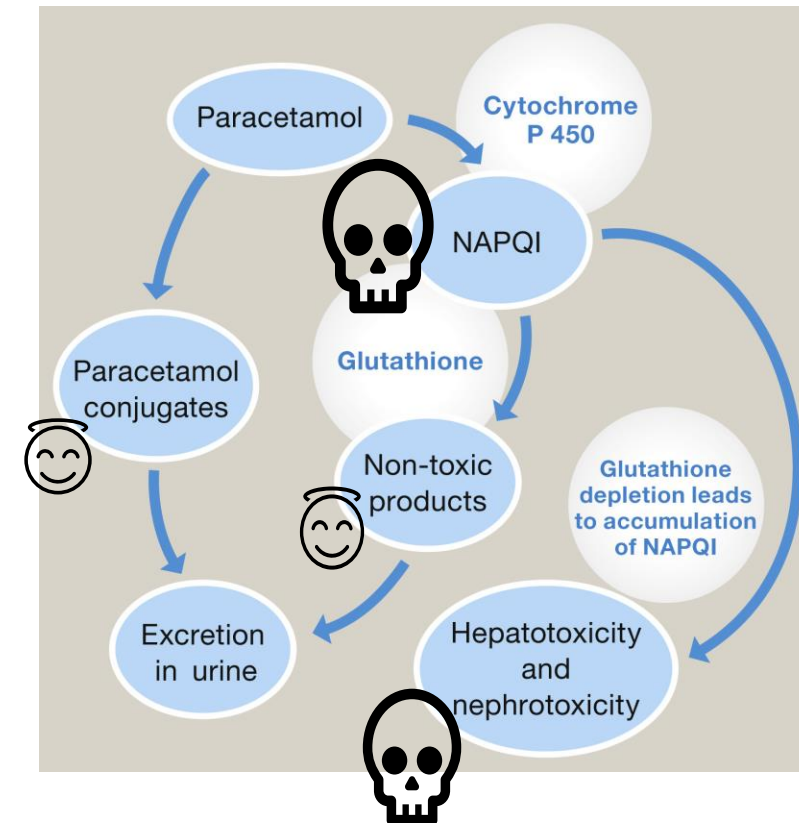 Paracetamol
Cytochrome
P 450
NAPQI
Glutathione
Paracetamol
conjugates
Non-toxic
products
Glutathione
depletion leads
to accumulation
of NAPQI
Excretion
in urine
Hepatotoxicity
and
nephrotoxicity